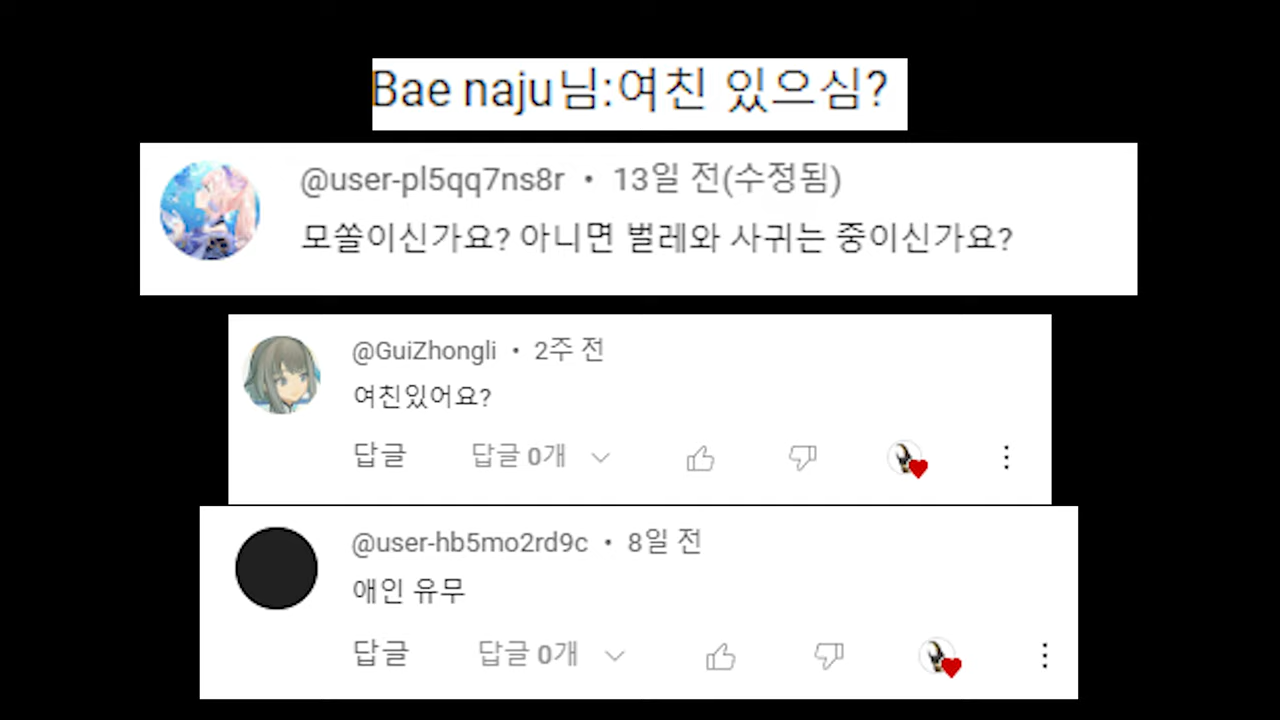 Bae naju님:여친 있으심?
@user-pl5qq7ns8r • 13일 전(수정됨)
모쏠이신가요? 아니면 벌레와 사귀는 중이신가요?
@GuiZhongli • 2주 전
여친있어요?
답글 답글 0개
@user-hb5mo2rd9c • 8일 전
애인 유무
답글 답글 0개